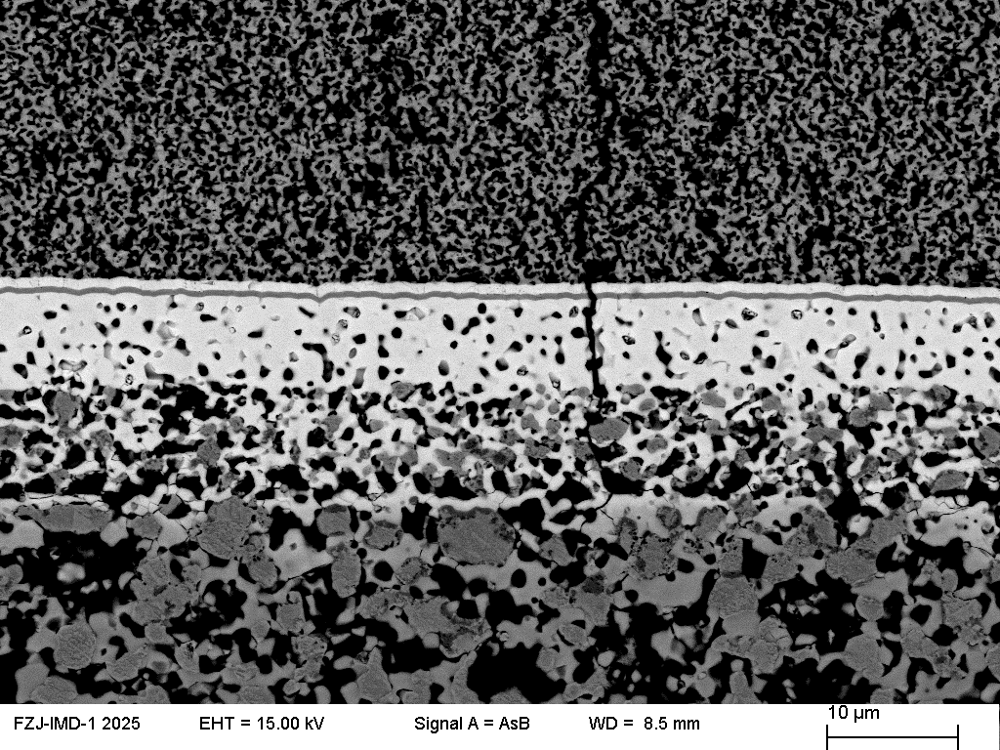 10 µm
FZJ-IMD-1 2025 EHT = 15.00 kV Signal A = AsB WD = 8.5 mm